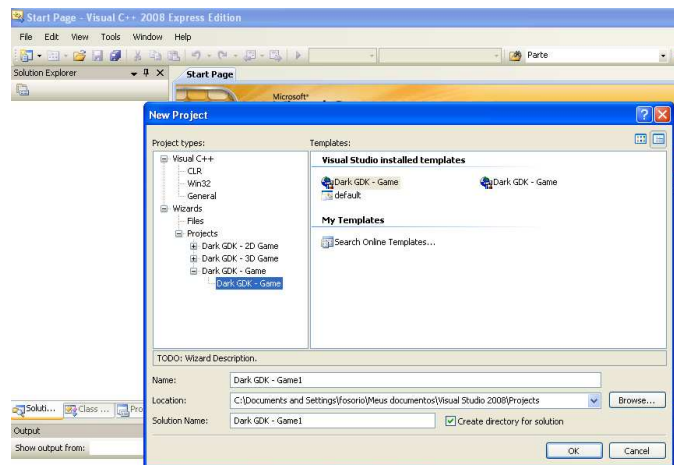 Start Page - Visual C++ 2008 Express Edition
File Edit View Tools Window Help
Parte
Solution Explorer
Start Page
Microsoft®
New Project
Project types:
Templates:
Visual C++
CLR
Win32
General
Wizards
Files
Projects
Dark GDK - 2D Game
Dark GDK - 3D Game
Dark GDK - Game
Dark GDK - Game
Visual Studio installed templates
Dark GDK - Game
Dark GDK - Game
default
My Templates
Search Online Templates...
TODO: Wizard Description.
Name: Dark GDK - Game1
Location: C:\Documents and Settings\fosorio\Meus documentos\Visual Studio 2008\Projects Browse...
Solution Name: Dark GDK - Game1 Create directory for solution
OK Cancel
Soluti... Class ... Pro
Output
Show output from: